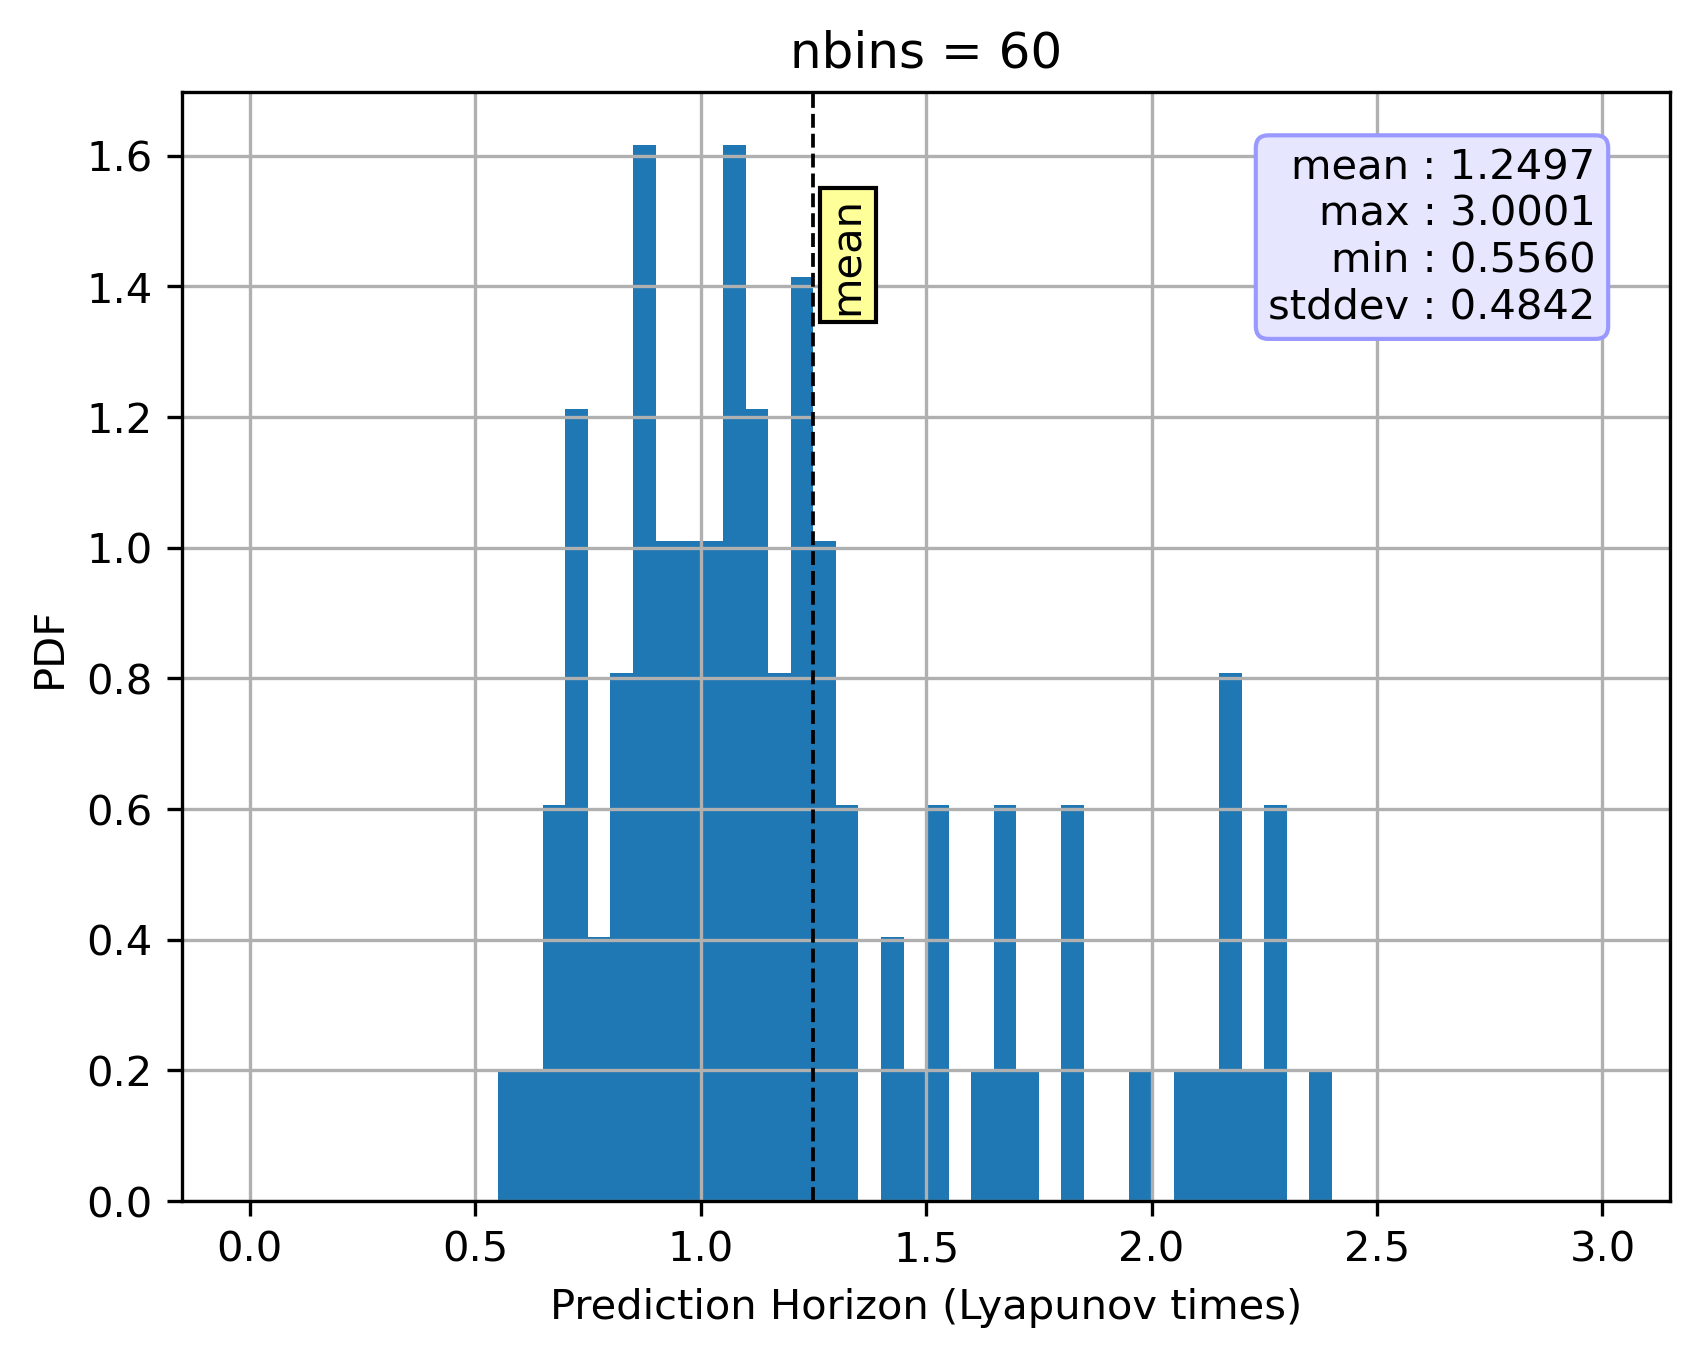 nbins = 60
1.6
1.4
1.2
1.0
0.8
0.6
0.4
0.2
0.0
PDF
mean
mean : 1.2497
max : 3.0001
min : 0.5560
stddev : 0.4842
0.0 0.5 1.0 1.5 2.0 2.5 3.0
Prediction Horizon (Lyapunov times)